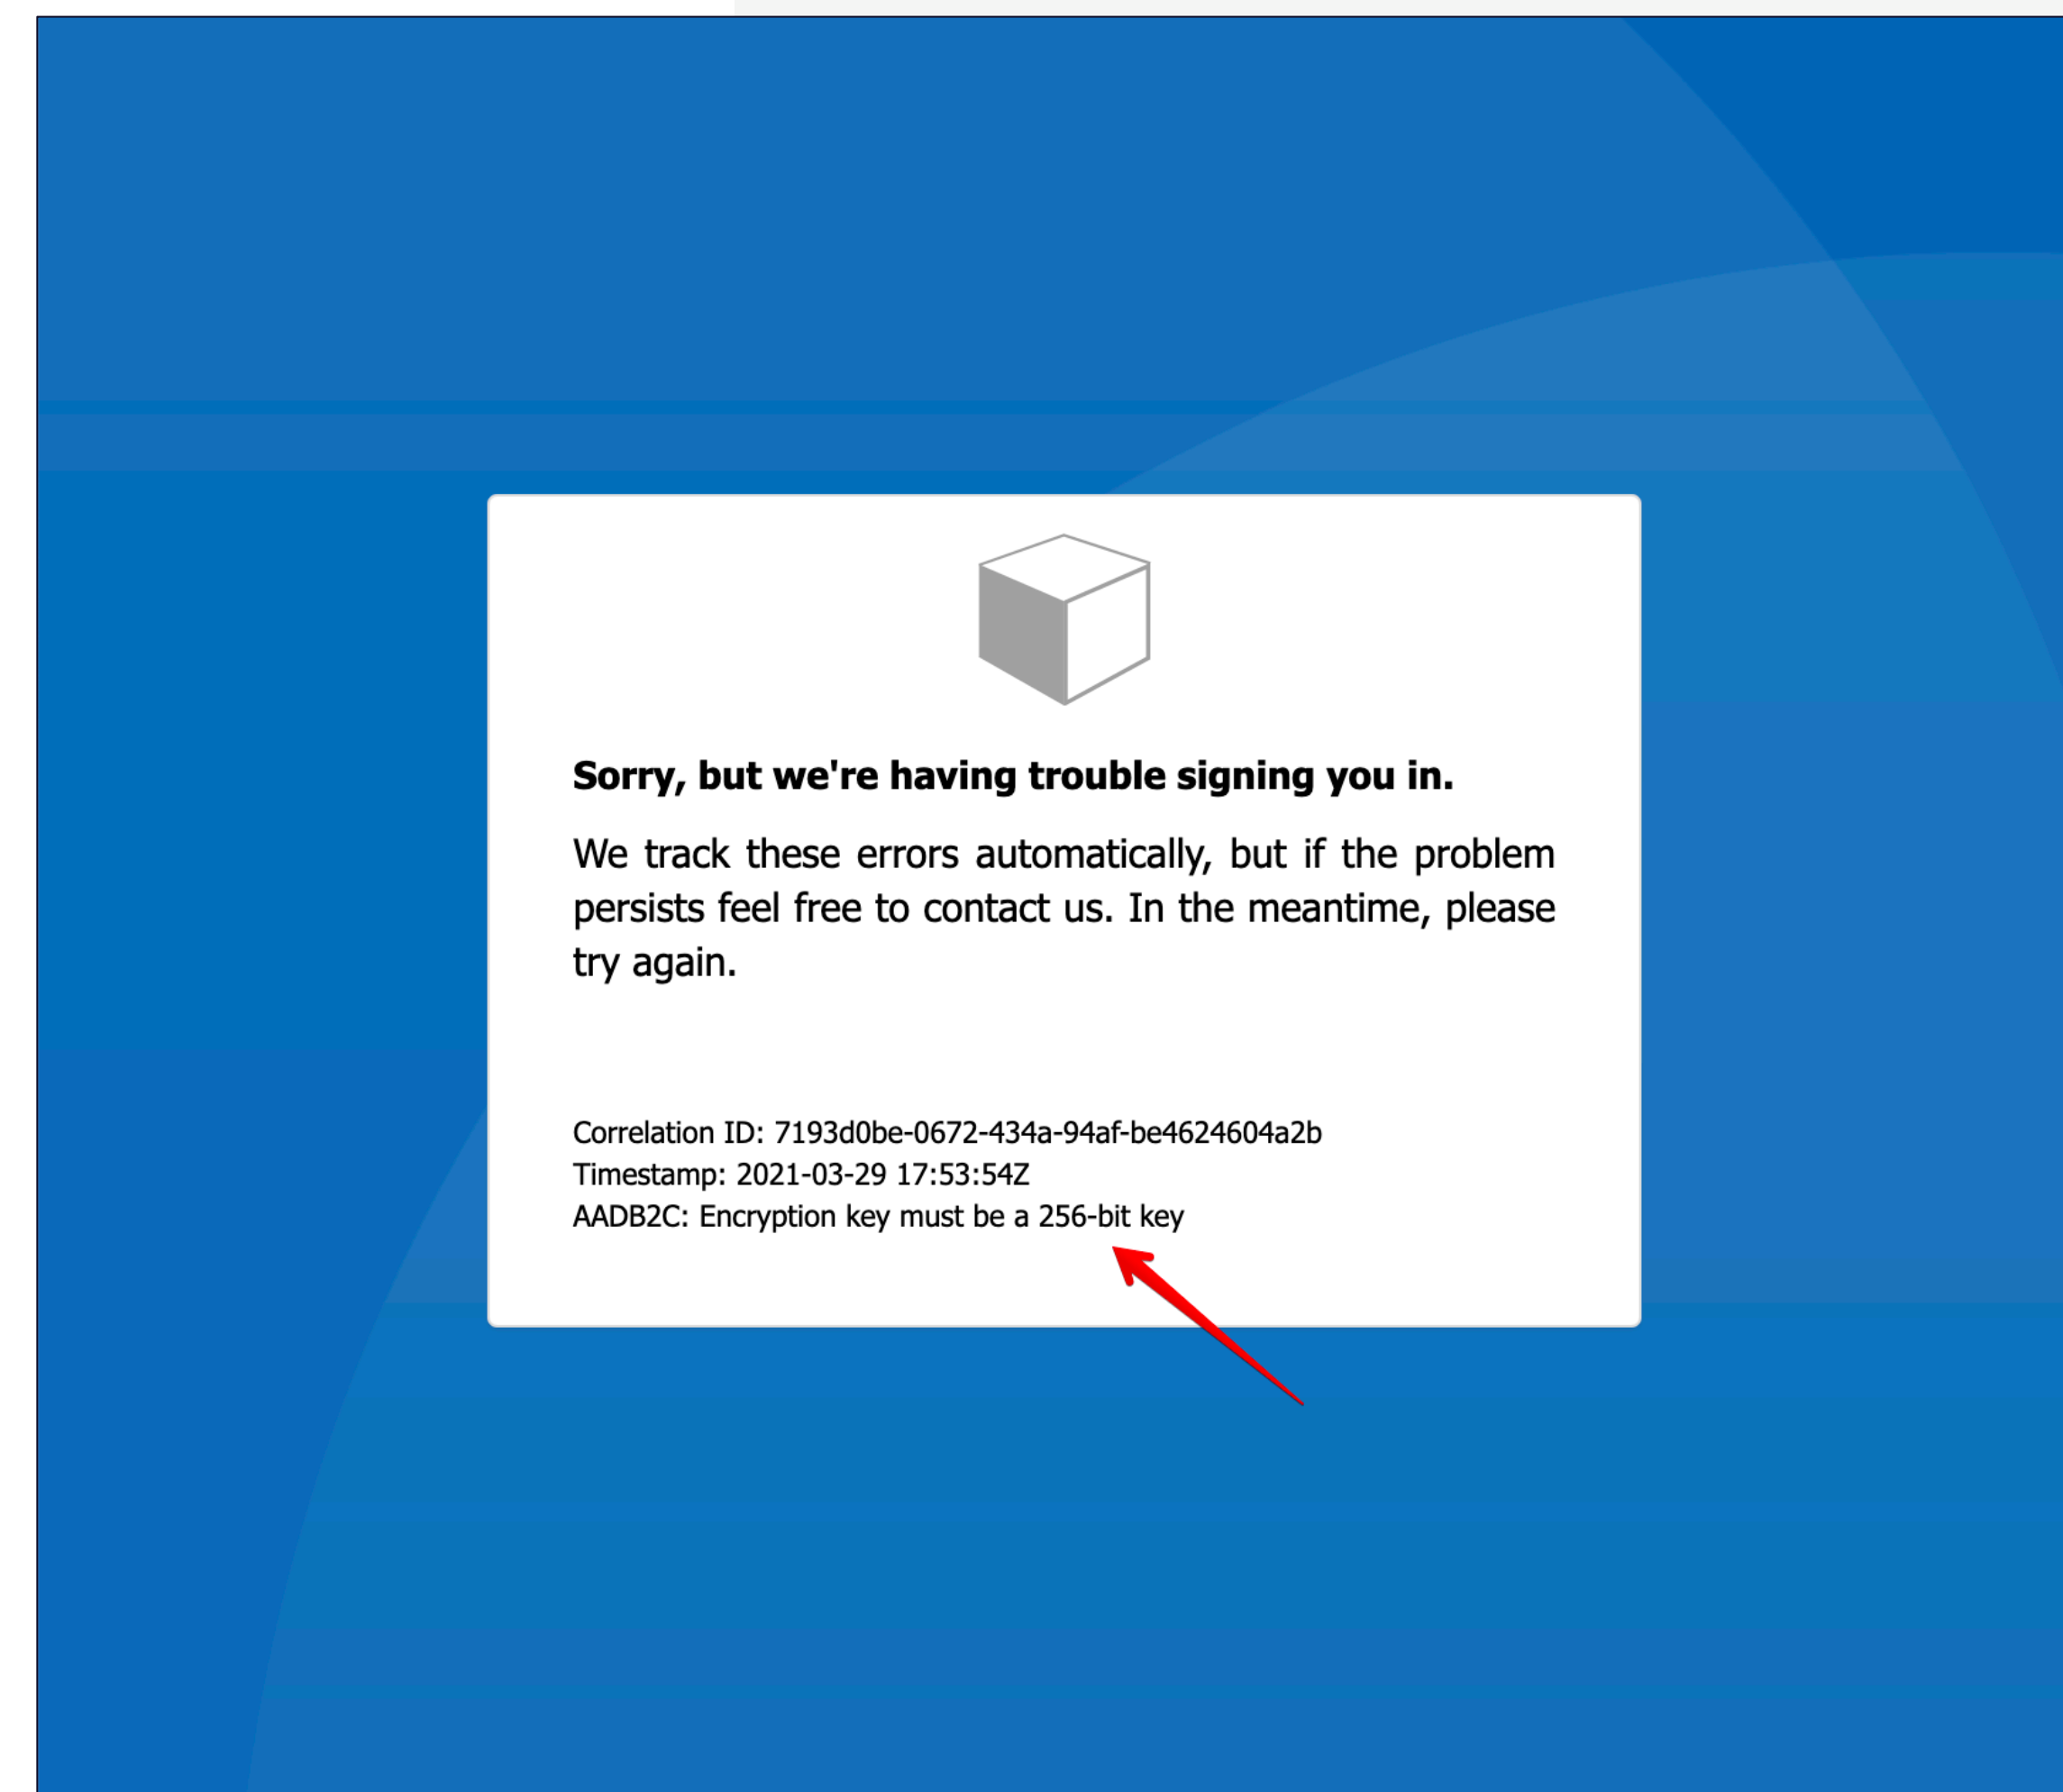 Sorry, but we're having trouble signing you in.
We track these errors automatically, but if the problem
persists feel free to contact us. In the meantime, please
try again.
Correlation ID: 7193d0be-0672-434a-94af-be4624604a2b
Timestamp: 2021-03-29 17:53:54Z
AADB2C: Encryption key must be a 256-bit key